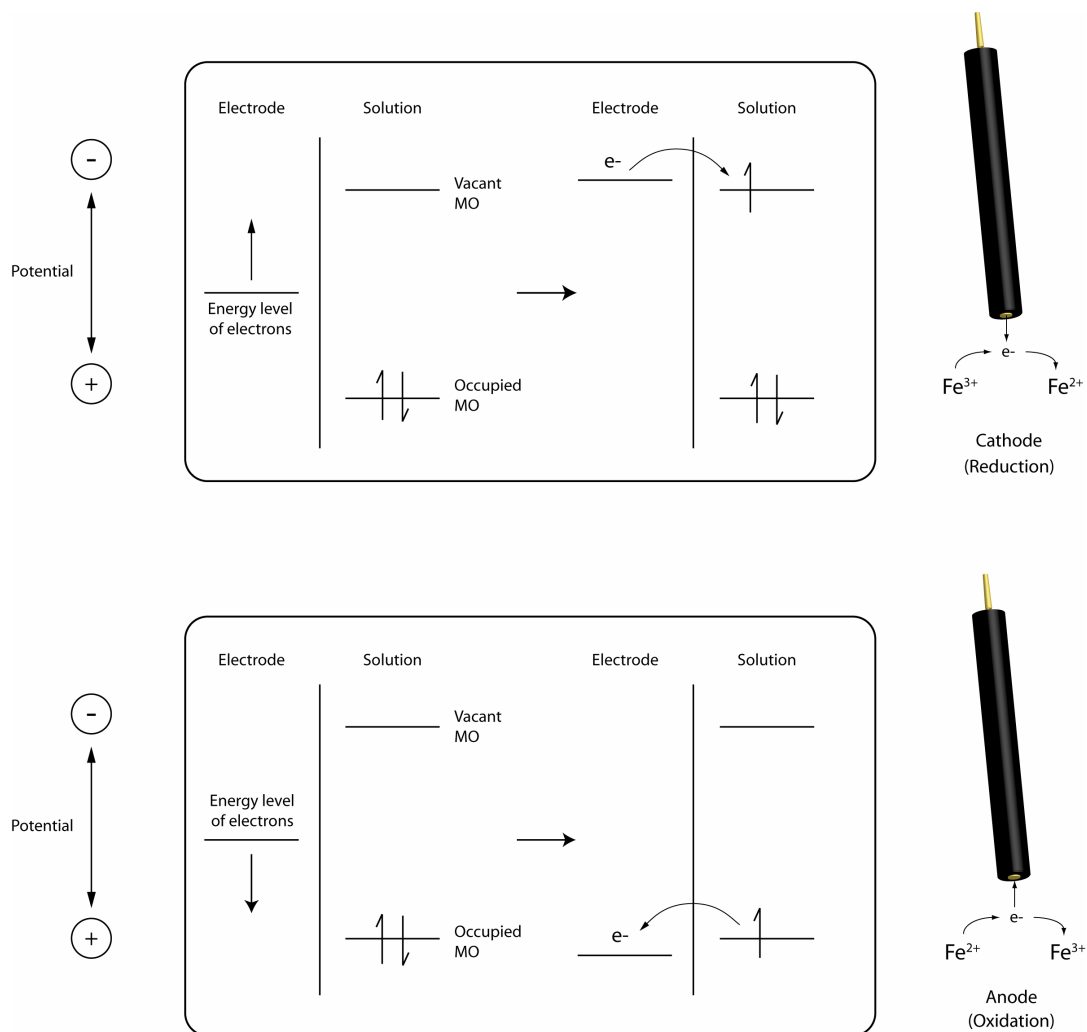 Electrode
Solution
Electrode
Solution
-
e-
Vacant
MO
Potential
Energy level
of electrons
+
Occupied
MO
e-
Fe³⁺
Fe²⁺
Cathode
(Reduction)
Electrode
Solution
Electrode
Solution
-
Vacant
MO
Energy level
of electrons
Potential
+
Occupied
MO
e-
e-
Fe²⁺
Fe³⁺
Anode
(Oxidation)